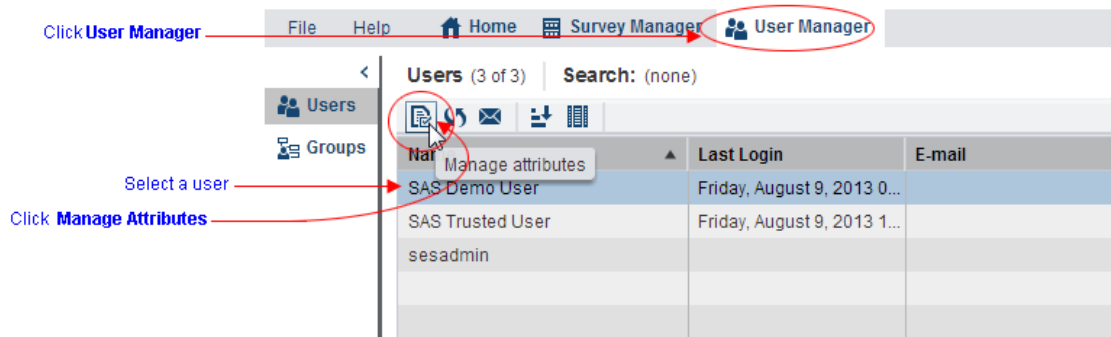 File Help Home Survey Manager User Manager
Click User Manager
Users (3 of 3) Search: (none)
Users
Groups
Last Login E-mail
Manage attributes
Select a user
SAS Demo User Friday, August 9, 2013 0...
Click Manage Attributes
SAS Trusted User Friday, August 9, 2013 1...
sesadmin